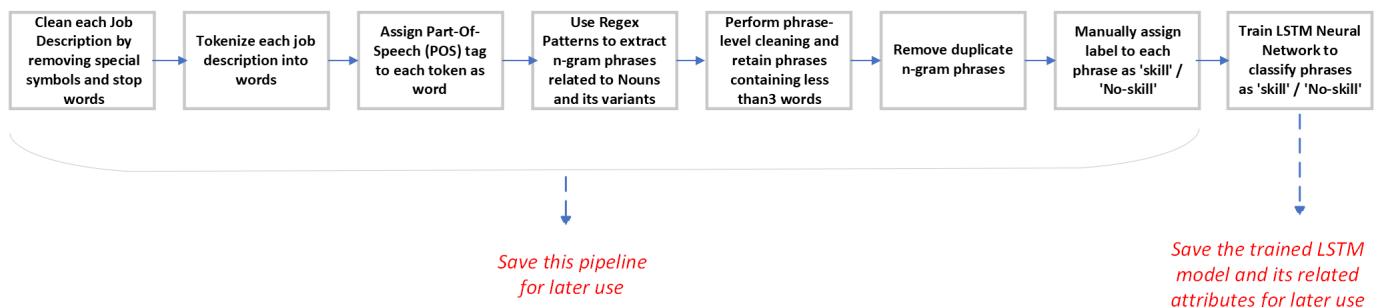 Clean each Job
Description by
removing special
symbols and stop
words
Tokenize each job
description into
words
Assign Part-Of-
Speech (POS) tag
to each token as
word
Use Regex
Patterns to extract
n-gram phrases
related to Nouns
and its variants
Perform phrase-
level cleaning and
retain phrases
containing less
than3 words
Remove duplicate
n-gram phrases
Manually assign
label to each
phrase as 'skill' /
'No-skill'
Train LSTM Neural
Network to
classify phrases
as 'skill' / 'No-skill'
Save this pipeline
for later use
Save the trained LSTM
model and its related
attributes for later use